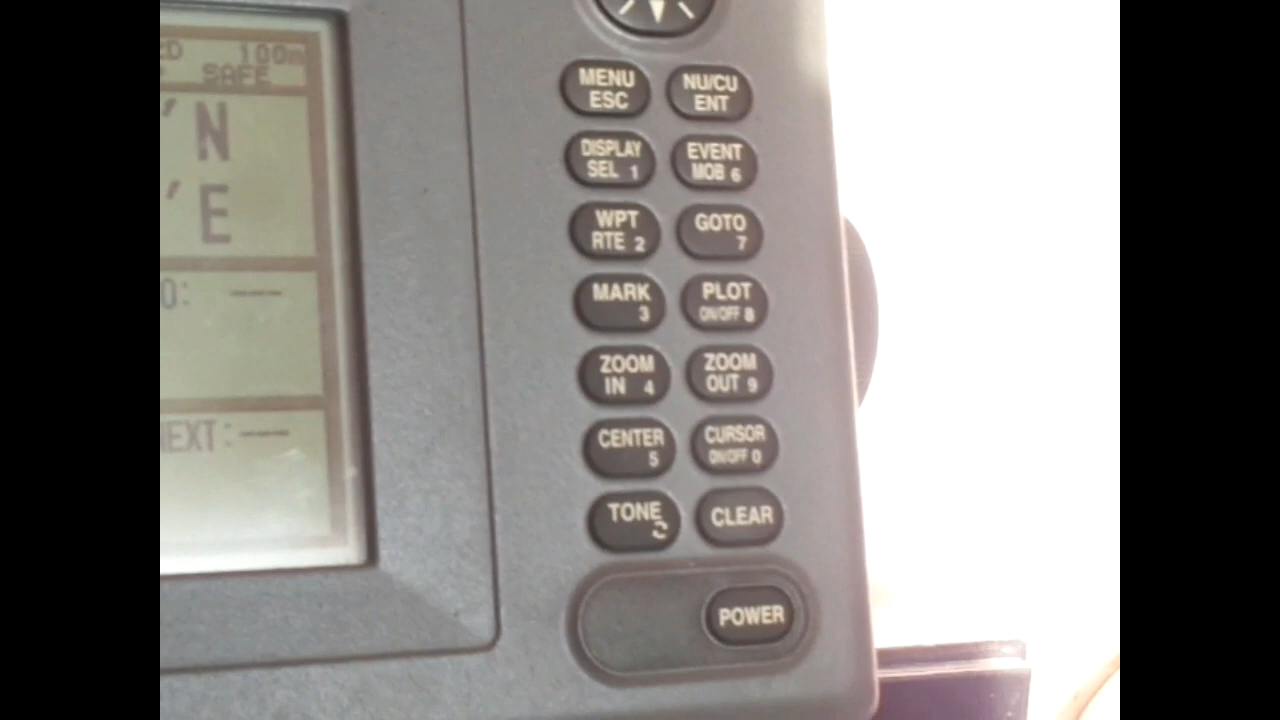 100m
SAFE
'N
'E
0: ---
NEXT:---
MENU
ESC
NU/CU
ENT
DISPLAY
SEL 1
EVENT
MOB 6
WPT
RTE 2
GOTO
7
MARK
3
PLOT
ON/OFF 8
ZOOM
IN 4
ZOOM
OUT 9
CENTER
5
CURSOR
ON/OFF 0
TONE
CLEAR
POWER